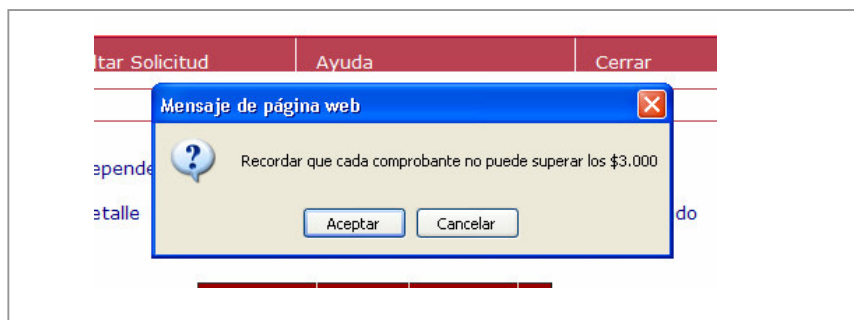 ltar Solicitud Ayuda Cerrar
Mensaje de página web
epende
Recordar que cada comprobante no puede superar los $3.000
etalle do
Aceptar Cancelar